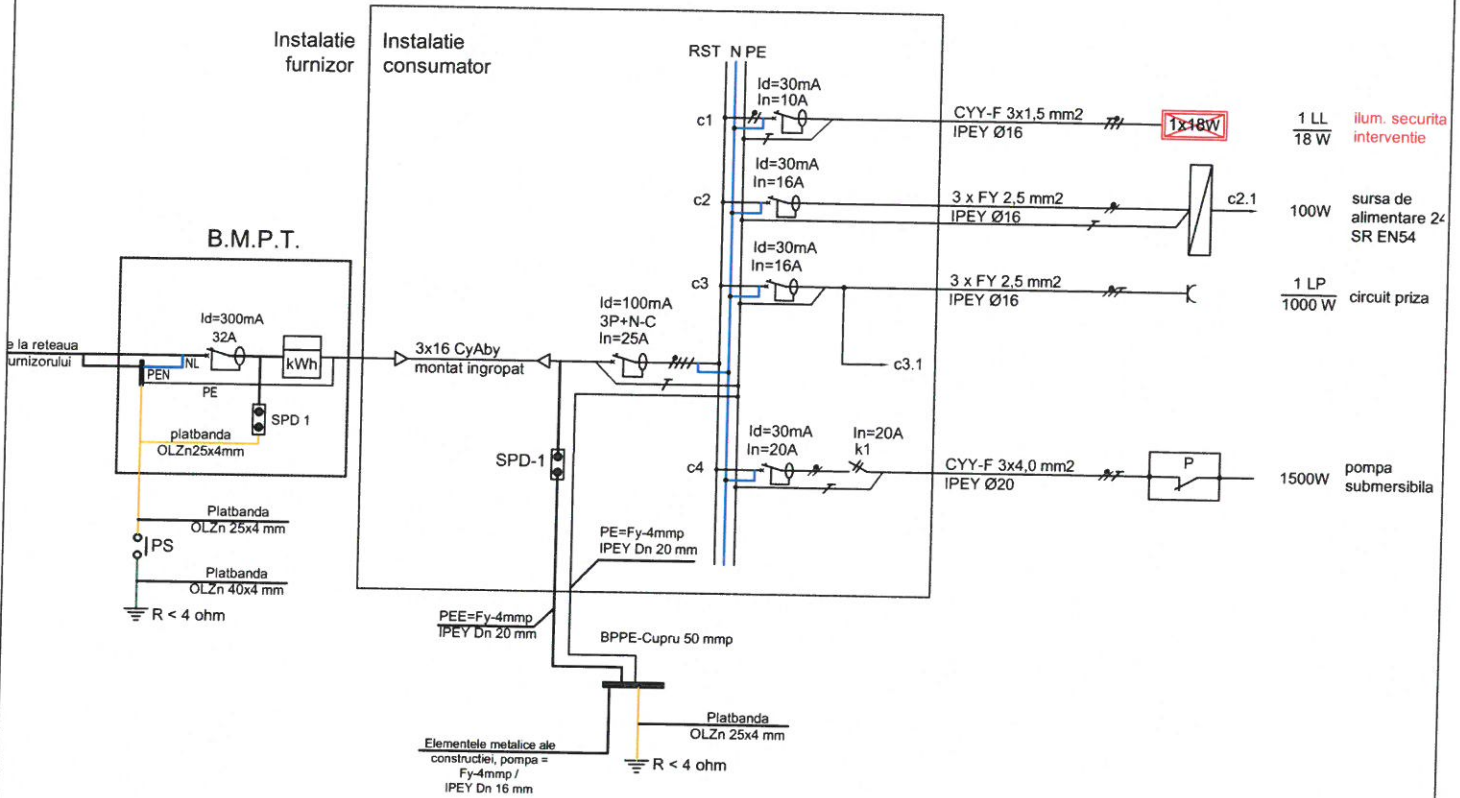 Instalatie
furnizor
Instalatie
consumator
RST N PE
Id=30mA
In=10A
c1
CYY-F 3x1,5 mm2
IPEY Ø16
1x18W
1 LL
18 W
ilum. securita
interventie
Id=30mA
In=16A
c2
3 x FY 2,5 mm2
IPEY Ø16
c2.1
100W
sursa de
alimentare 24
SR EN54
Id=30mA
In=16A
c3
3 x FY 2,5 mm2
IPEY Ø16
1 LP
1000 W
circuit priza
c3.1
B.M.P.T.
Id=300mA
32A
kWh
e la reteaua
urnizorului
NL
PEN
PE
SPD 1
platbanda
OLZn25x4mm
3x16 CyAby
montat ingropat
Id=100mA
3P+N-C
In=25A
SPD-1
Id=30mA
In=20A
In=20A
k1
c4
CYY-F 3x4,0 mm2
IPEY Ø20
P
1500W
pompa
submersibila
Platbanda
OLZn 25x4 mm
PS
Platbanda
OLZn 40x4 mm
R < 4 ohm
PE=Fy-4mmp
IPEY Dn 20 mm
PEE=Fy-4mmp
IPEY Dn 20 mm
BPPE-Cupru 50 mmp
Platbanda
OLZn 25x4 mm
R < 4 ohm
Elementele metalice ale
constructiei, pompa =
Fy-4mmp /
IPEY Dn 16 mm